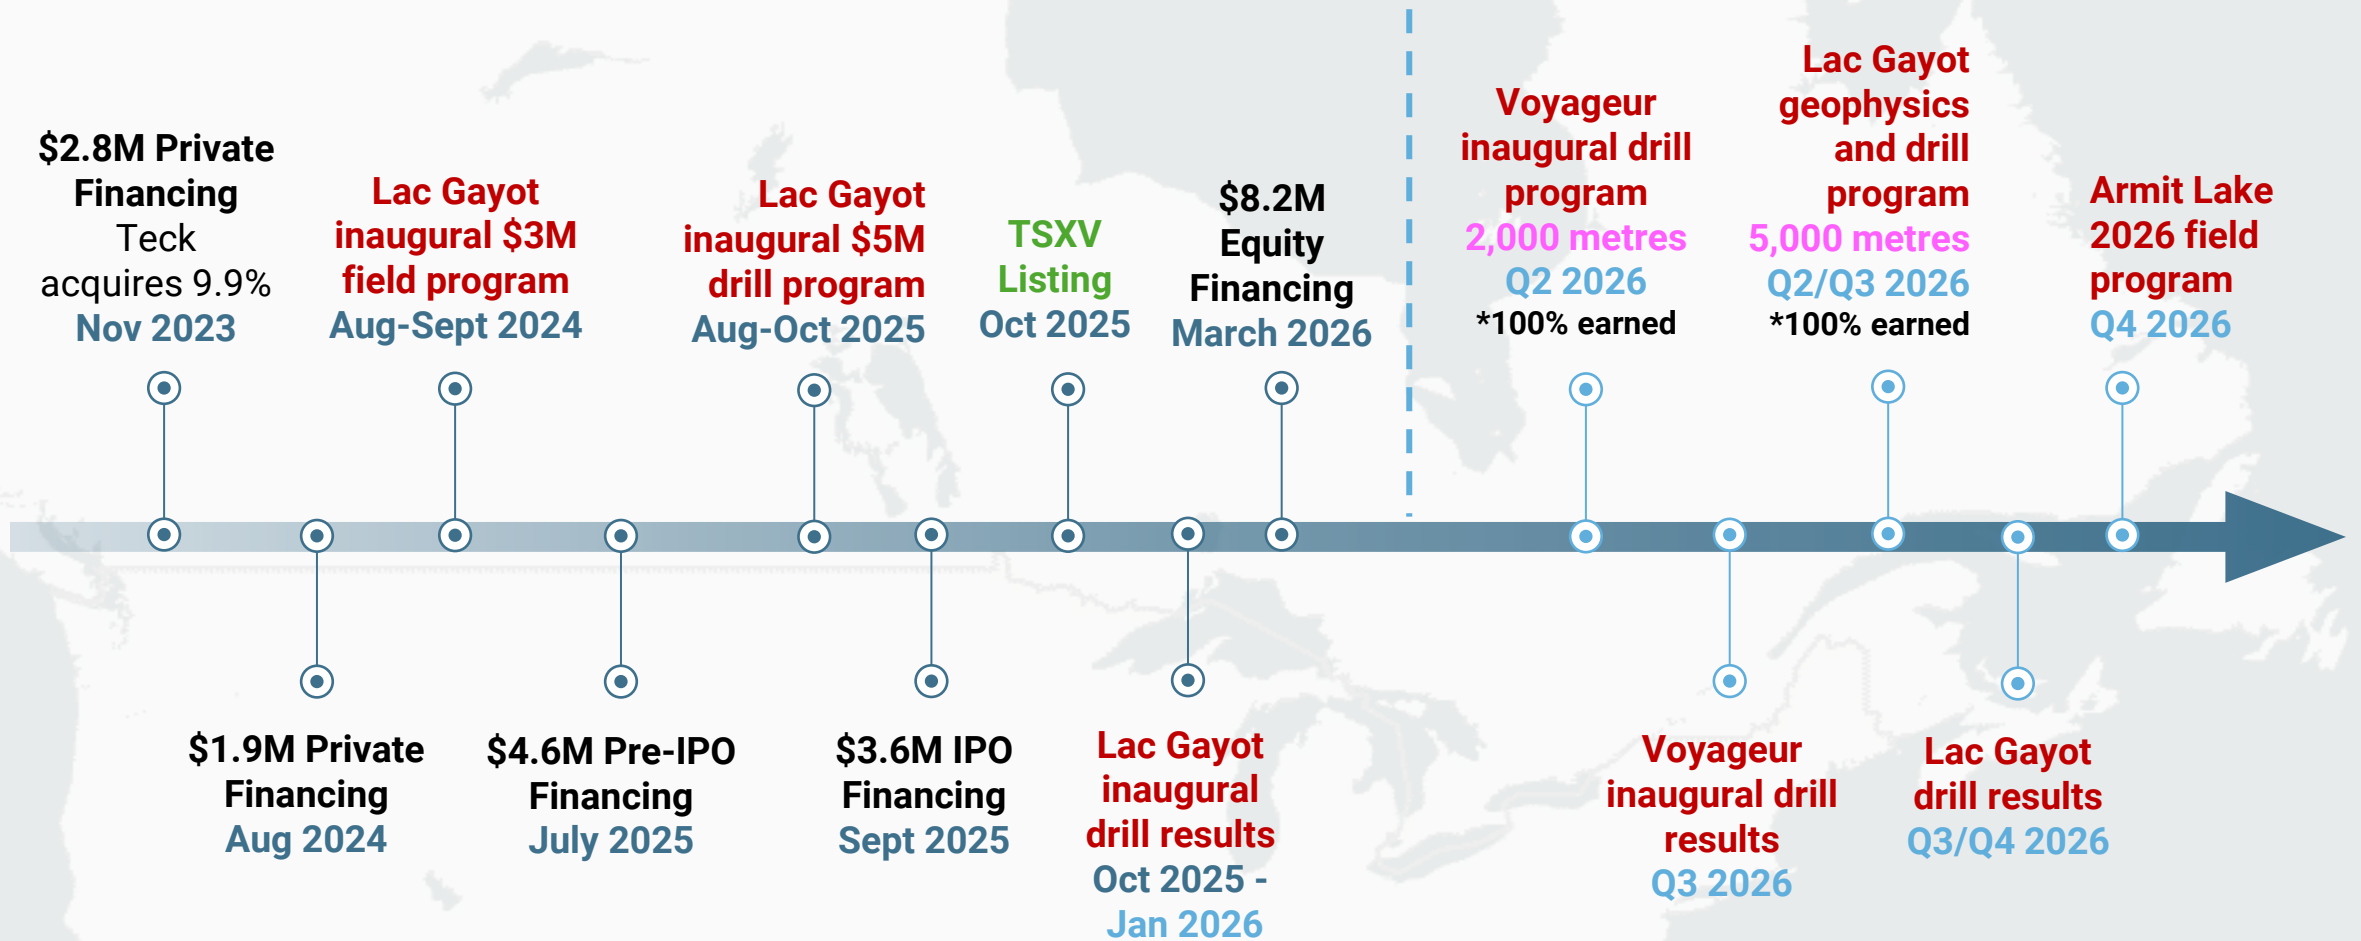 $2.8M Private
Financing
Teck
acquires 9.9%
Nov 2023
$1.9M Private
Financing
Aug 2024
Lac Gayot
inaugural $3M
field program
Aug-Sept 2024
$4.6M Pre-IPO
Financing
July 2025
Lac Gayot
inaugural $5M
drill program
Aug-Oct 2025
$3.6M IPO
Financing
Sept 2025
TSXV
Listing
Oct 2025
Lac Gayot
inaugural
drill results
Oct 2025 -
Jan 2026
$8.2M
Equity
Financing
March 2026
Voyageur
inaugural drill
program
2,000 metres
Q2 2026
*100% earned
Voyageur
inaugural drill
results
Q3 2026
Lac Gayot
geophysics
and drill
program
5,000 metres
Q2/Q3 2026
*100% earned
Lac Gayot
drill results
Q3/Q4 2026
Armit Lake
2026 field
program
Q4 2026